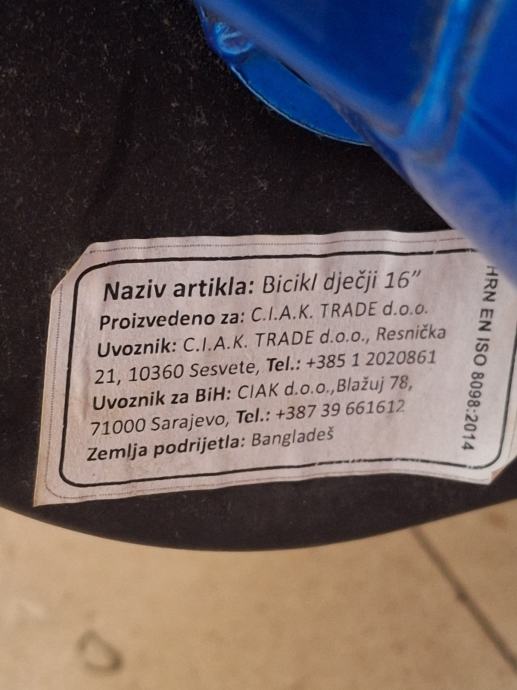 Naziv artikla: Bicikl dječji 16”
Proizvedeno za: C.I.A.K. TRADE d.o.o.
Uvoznik: C.I.A.K. TRADE d.o.o., Resnička
21, 10360 Sesvete, Tel.: +385 1 2020861
Uvoznik za BiH: CIAK d.o.o.,Blažuj 78,
71000 Sarajevo, Tel.: +387 39 661612
Zemlja podrijetla: Bangladeš
HRN EN ISO 8098:2014